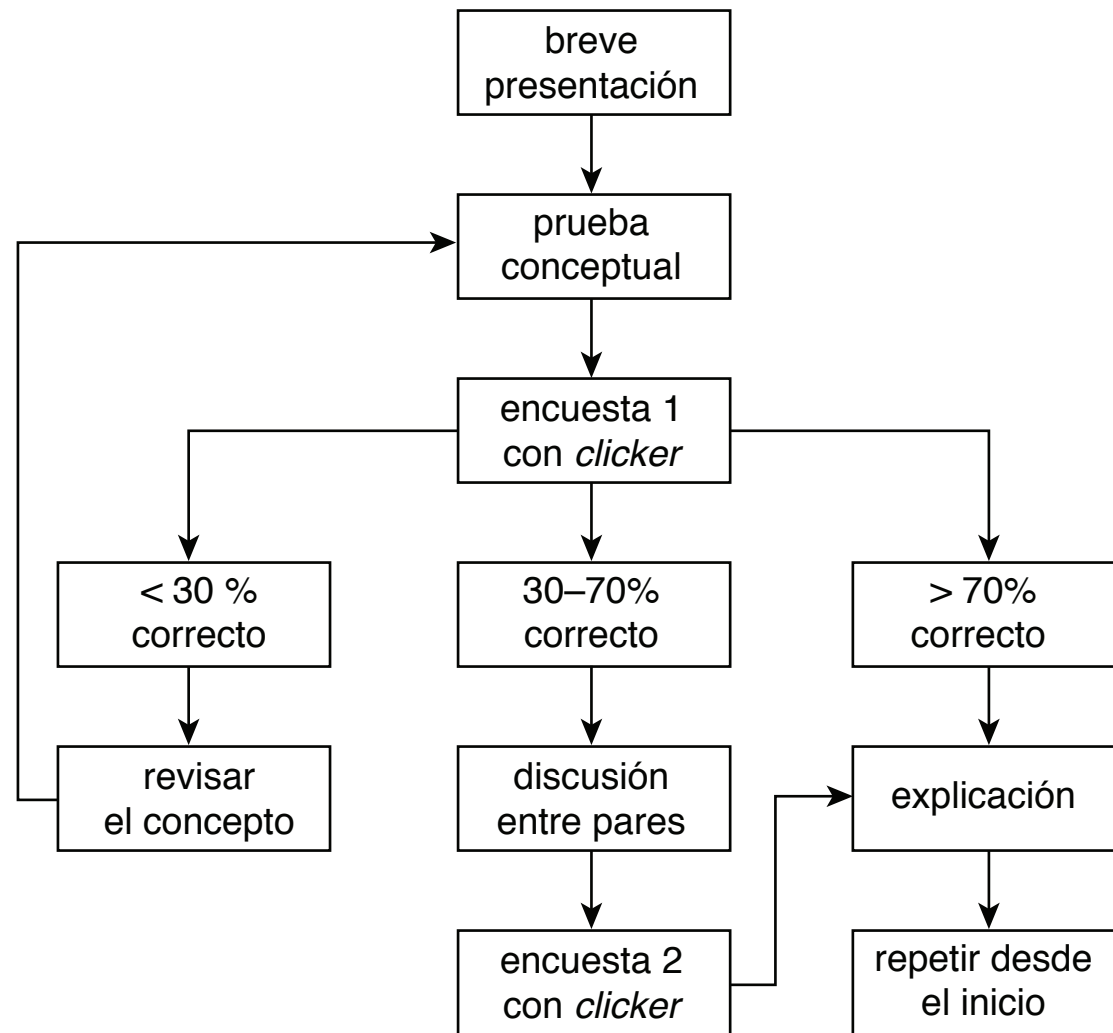 breve
presentación
prueba
conceptual
encuesta 1
con clicker
< 30 %
correcto
30–70%
correcto
> 70%
correcto
revisar
el concepto
discusión
entre pares
explicación
encuesta 2
con clicker
repetir desde
el inicio